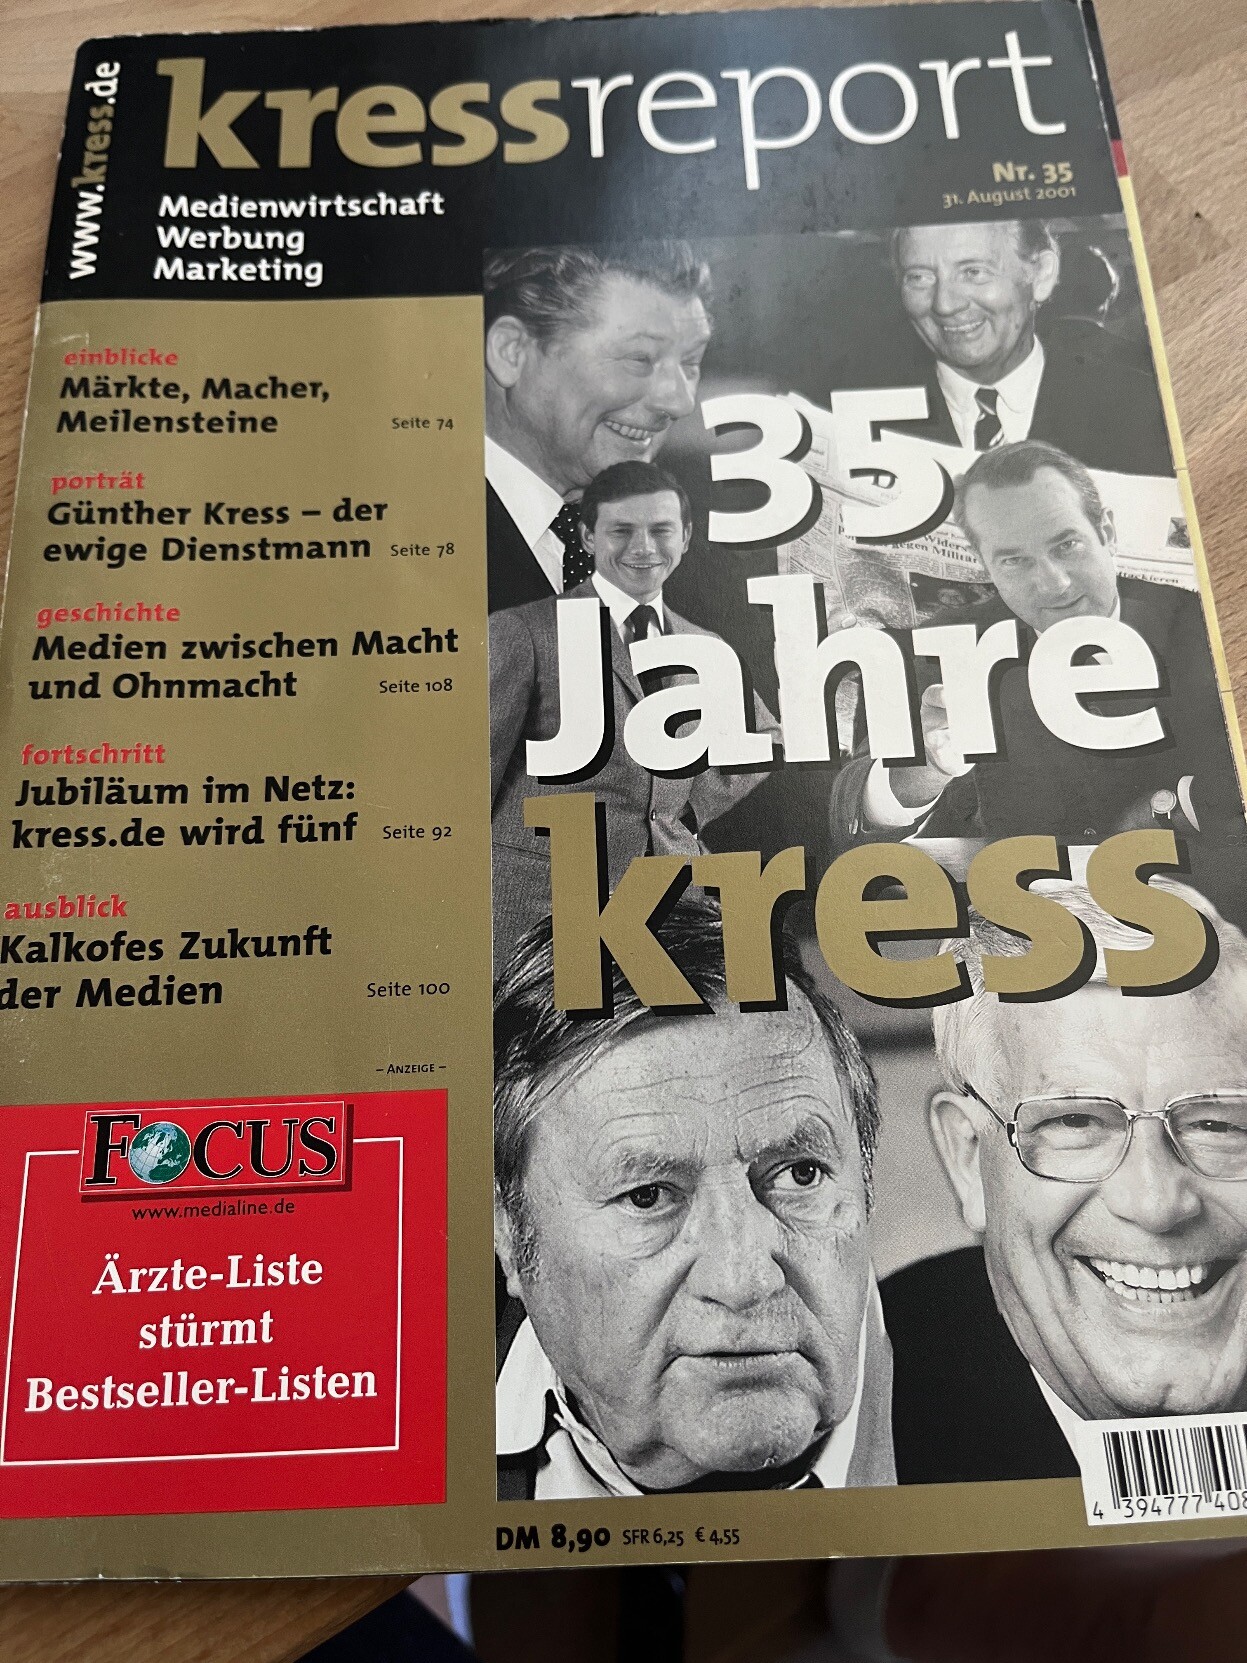 www.kress.de
kressreport
Nr. 35
31. August 2001
Medienwirtschaft
Werbung
Marketing
einblicke
Märkte, Macher,
Meilensteine Seite 74
porträt
Günther Kress – der
ewige Dienstmann Seite 78
geschichte
Medien zwischen Macht
und Ohnmacht Seite 108
fortschritt
Jubiläum im Netz:
kress.de wird fünf Seite 92
ausblick
Kalkofes Zukunft
der Medien Seite 100
– ANZEIGE –
FOCUS
www.medialine.de
Ärzte-Liste
stürmt
Bestseller-Listen
35
Jahre
kress
DM 8,90 SFR 6,25 € 4,55
4 394777 408